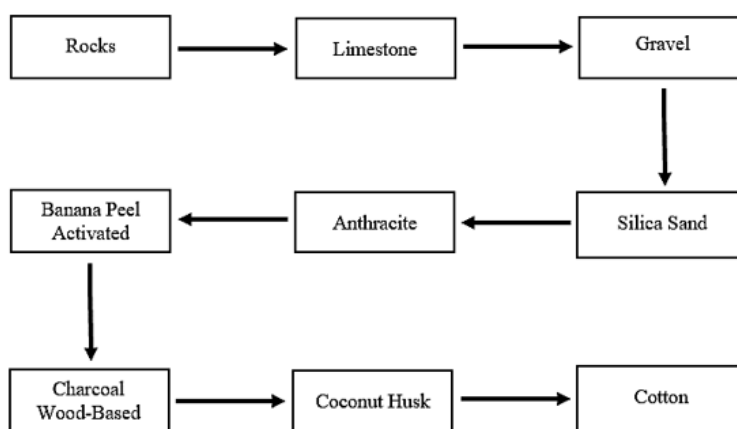 Rocks
Limestone
Gravel
Silica Sand
Anthracite
Banana Peel
Activated
Charcoal
Wood-Based
Coconut Husk
Cotton